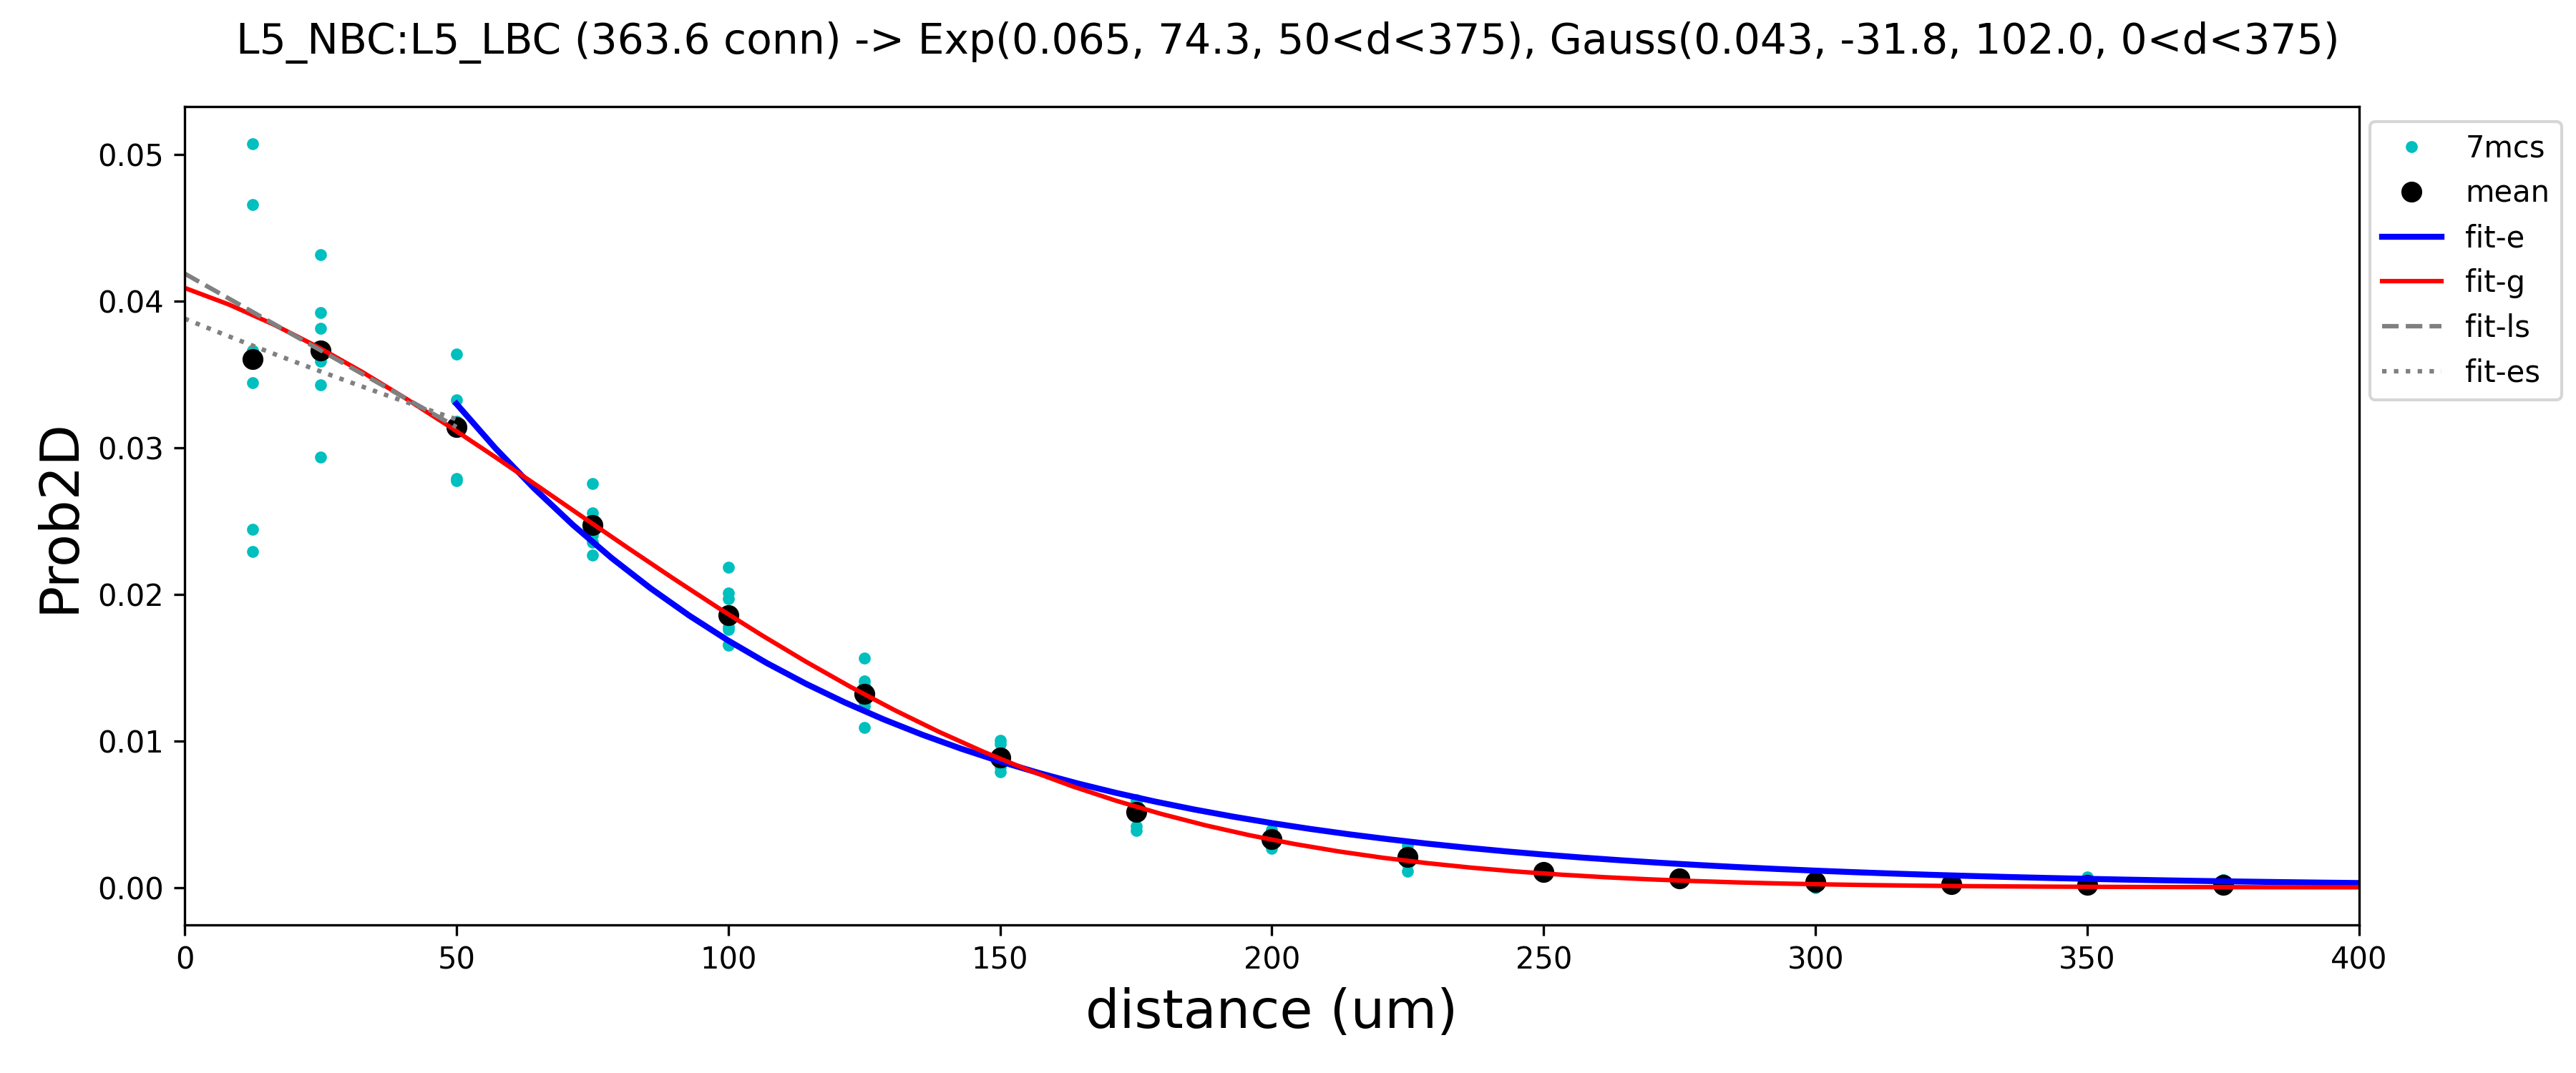 L5_NBC:L5_LBC (363.6 conn) -> Exp(0.065, 74.3, 50<d<375), Gauss(0.043, -31.8, 102.0, 0<d<375)
0.05
0.04
0.03
0.02
0.01
0.00
Prob2D
0 50 100 150 200 250 300 350 400
distance (um)
7mcs
mean
fit-e
fit-g
fit-ls
fit-es